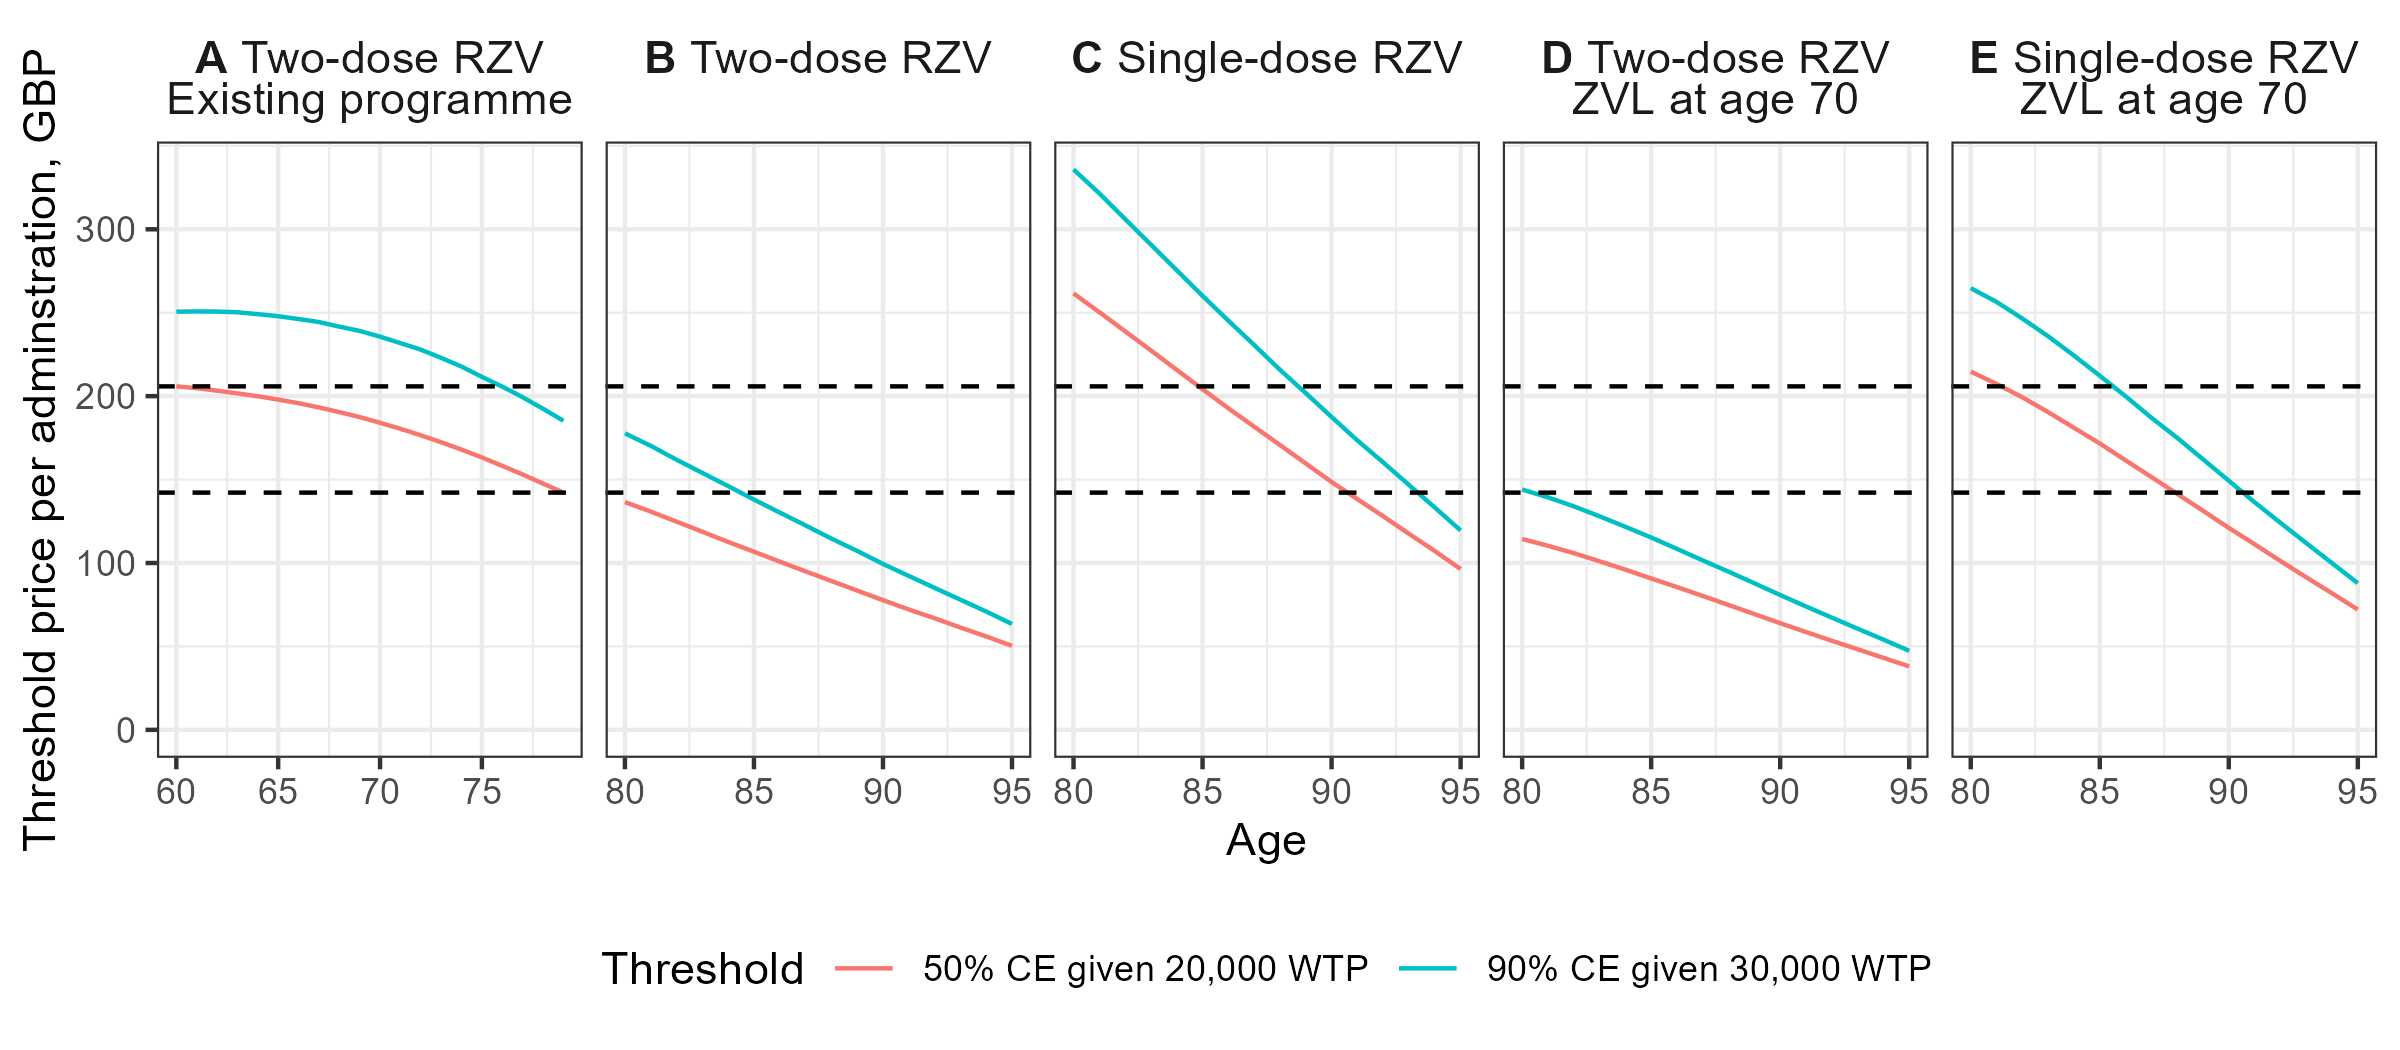 A Two-dose RZV
Existing programme
B Two-dose RZV
C Single-dose RZV
D Two-dose RZV
ZVL at age 70
E Single-dose RZV
ZVL at age 70
Threshold price per adminstration, GBP
300
200
100
0
60 65 70 75
80 85 90 95
80 85 90 95
80 85 90 95
80 85 90 95
Age
Threshold 50% CE given 20,000 WTP 90% CE given 30,000 WTP